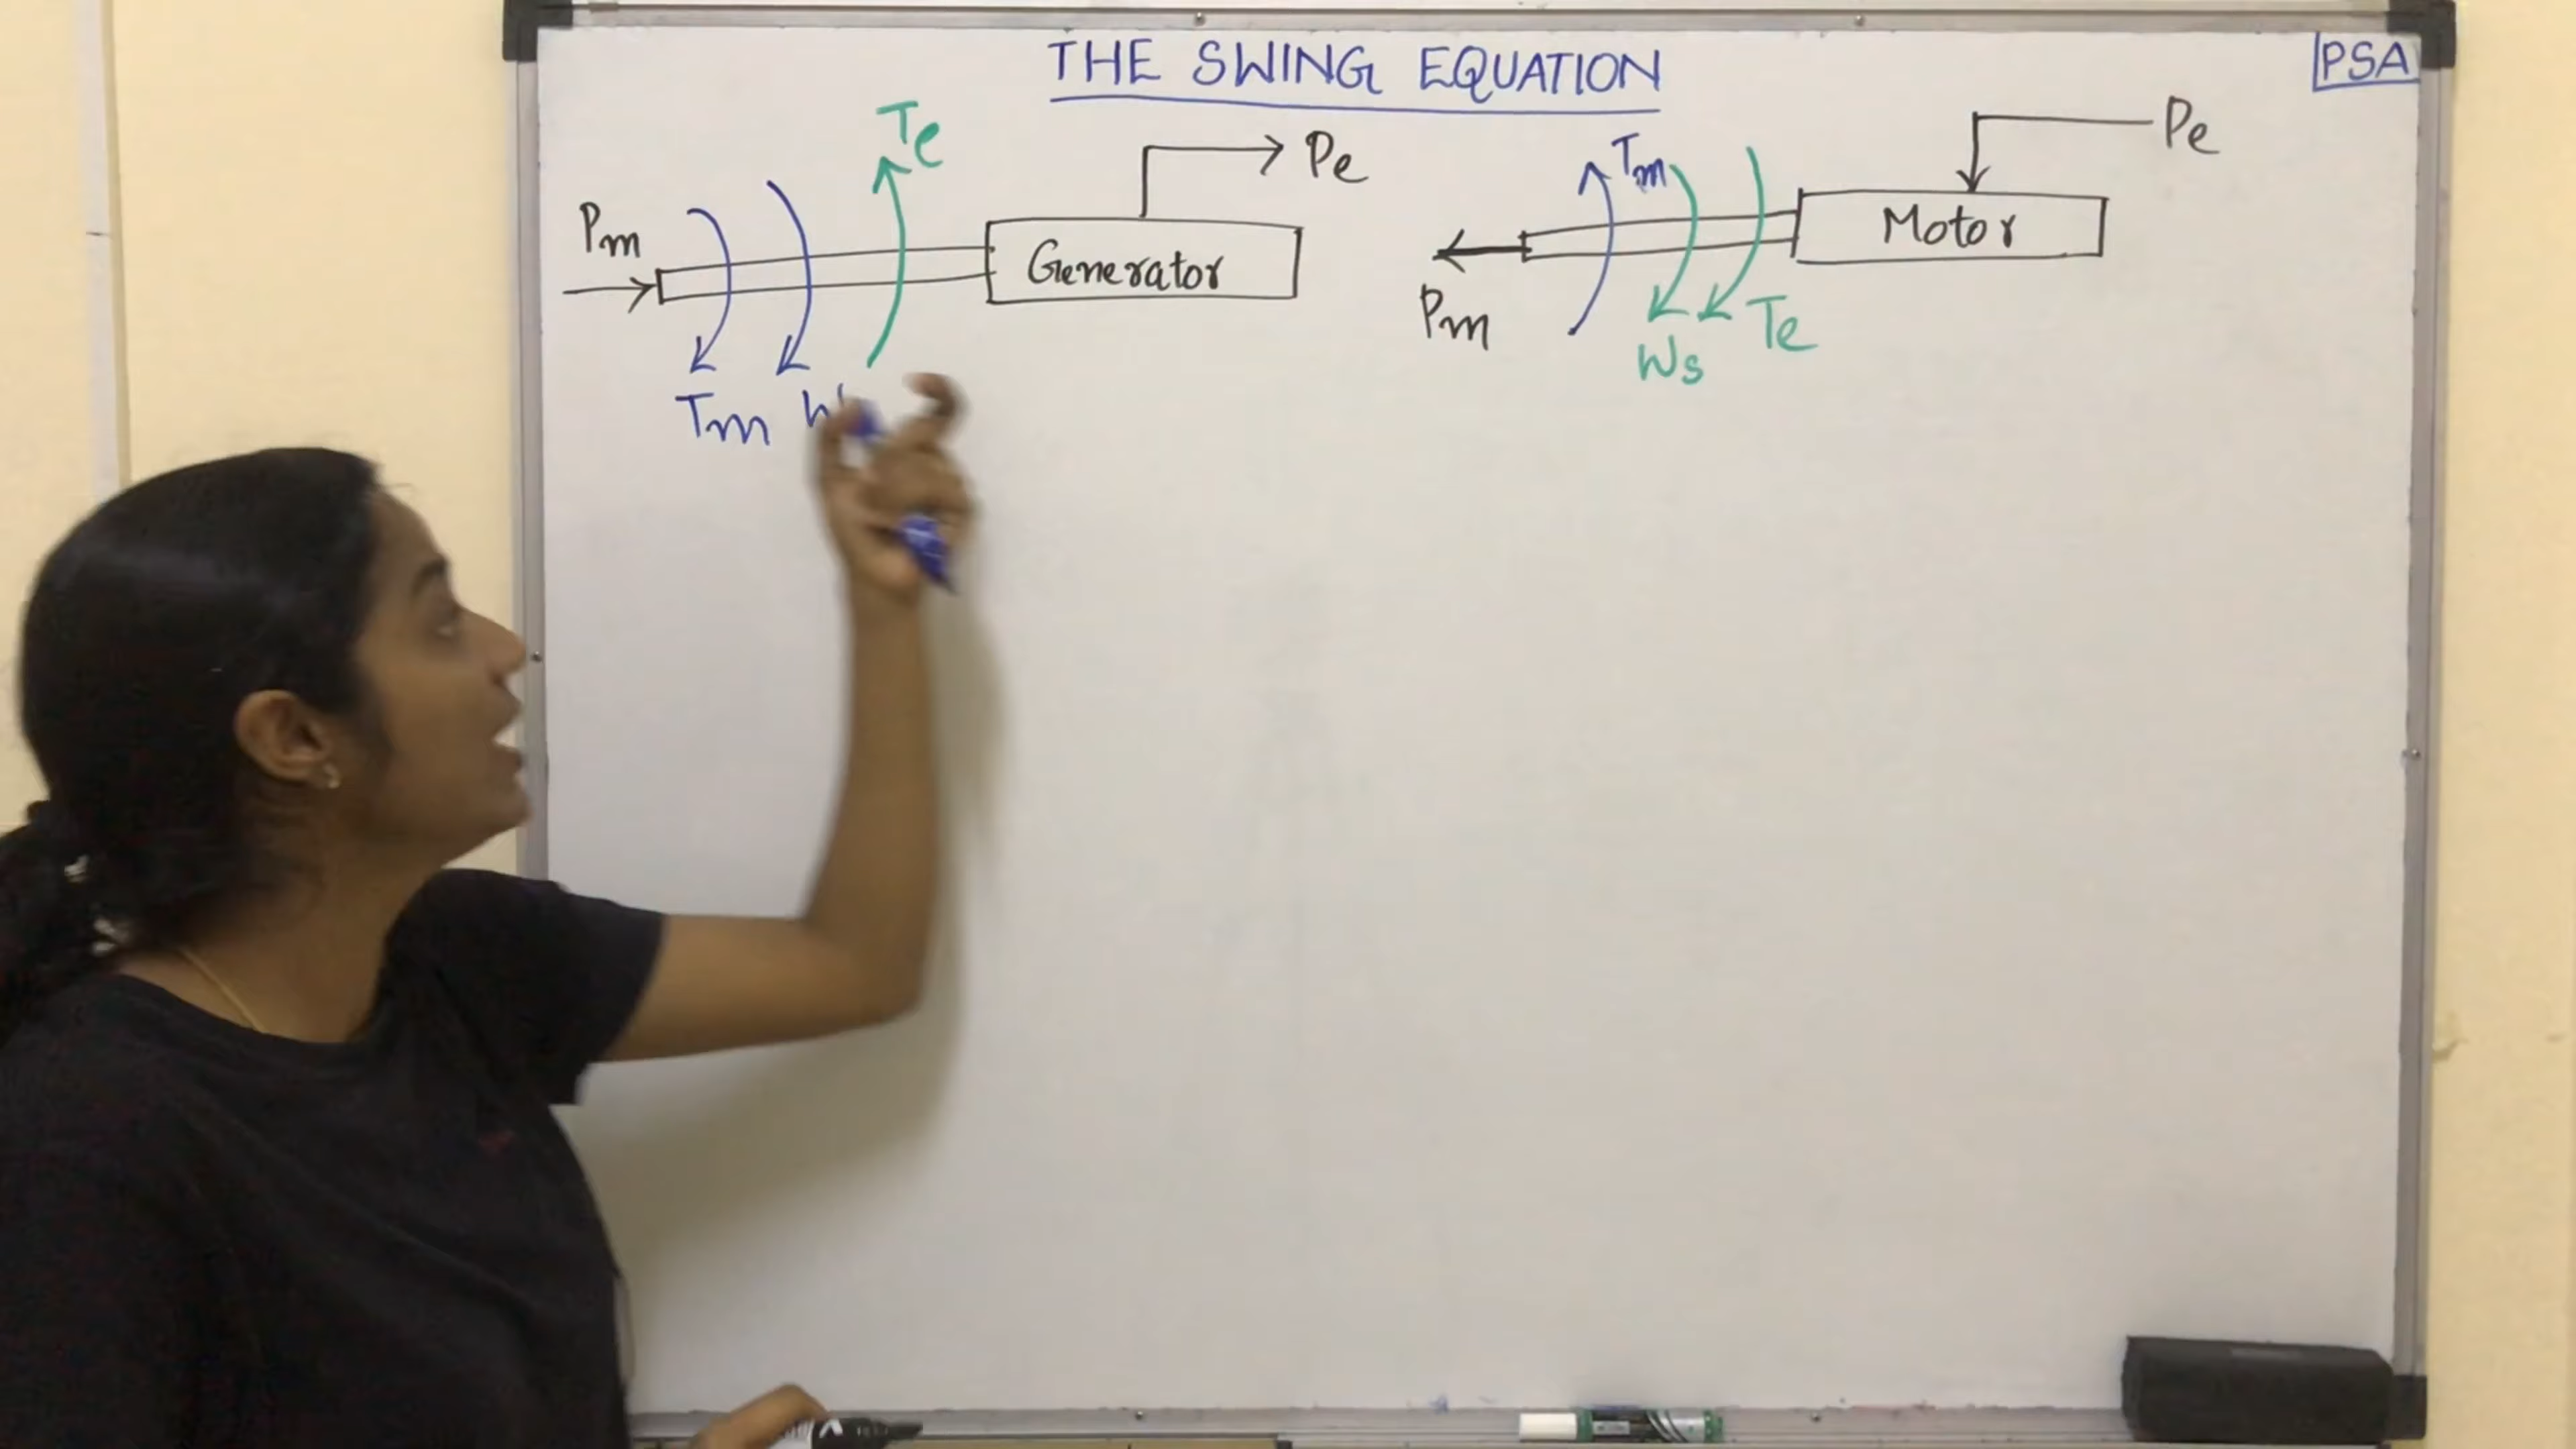 THE SWING EQUATION
PSA
Te
Pe
Pm
Generator
Tm
Tm
Pe
Motor
Pm
Ws
Te